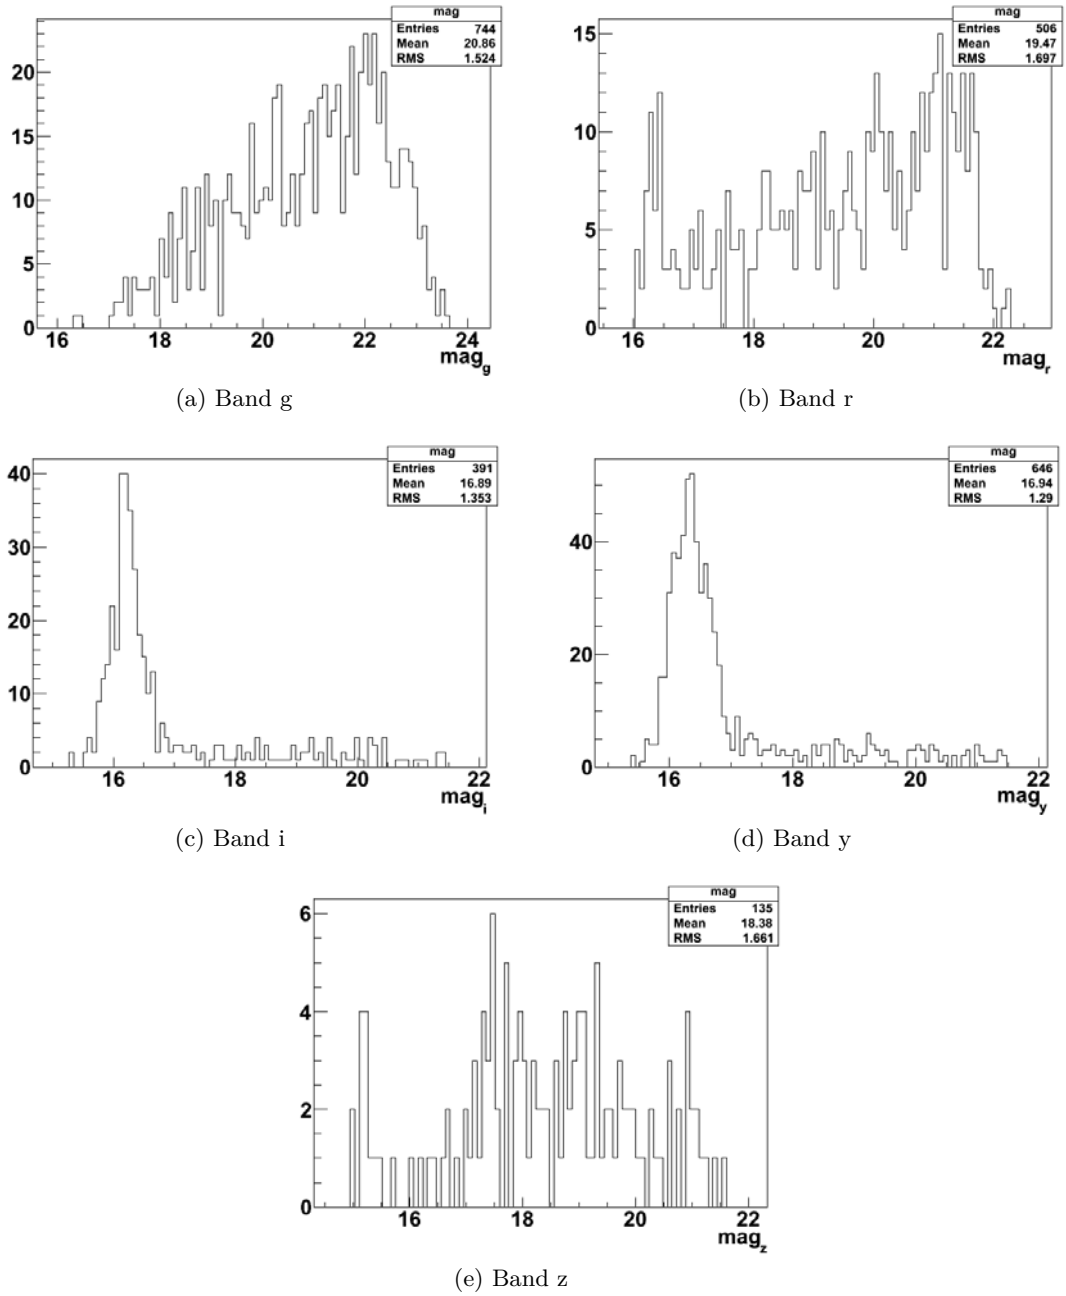 mag
Entries 744
Mean 20.86
RMS 1.524
20
15
10
5
0
16 18 20 22 24
mag_g
(a) Band g
mag
Entries 506
Mean 19.47
RMS 1.697
15
10
5
0
16 18 20 22
mag_r
(b) Band r
mag
Entries 391
Mean 16.89
RMS 1.353
40
30
20
10
0
16 18 20 22
mag_i
(c) Band i
mag
Entries 646
Mean 16.94
RMS 1.29
40
20
0
16 18 20 22
mag_y
(d) Band y
mag
Entries 135
Mean 18.38
RMS 1.661
6
4
2
0
16 18 20 22
mag_z
(e) Band z